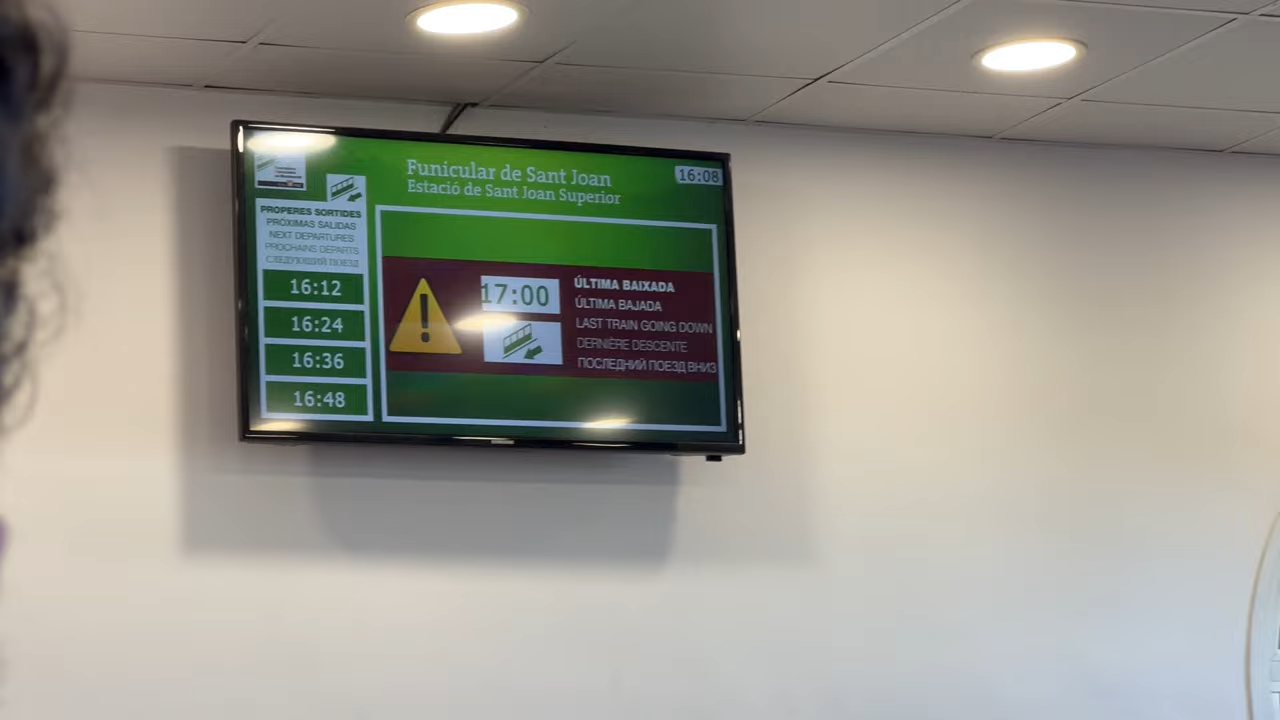 Funicular de Sant Joan
Estació de Sant Joan Superior
16:08
PROPERES SORTIDES
PRÓXIMAS SALIDAS
NEXT DEPARTURES
PROCHAINS DÉPARTS
СЛЕДУЮЩИЙ ПОЕЗД
16:12
16:24
16:36
16:48
17:00
ÚLTIMA BAIXADA
ÚLTIMA BAJADA
LAST TRAIN GOING DOWN
DERNIÈRE DESCENTE
ПОСЛЕДНИЙ ПОЕЗД ВНИЗ